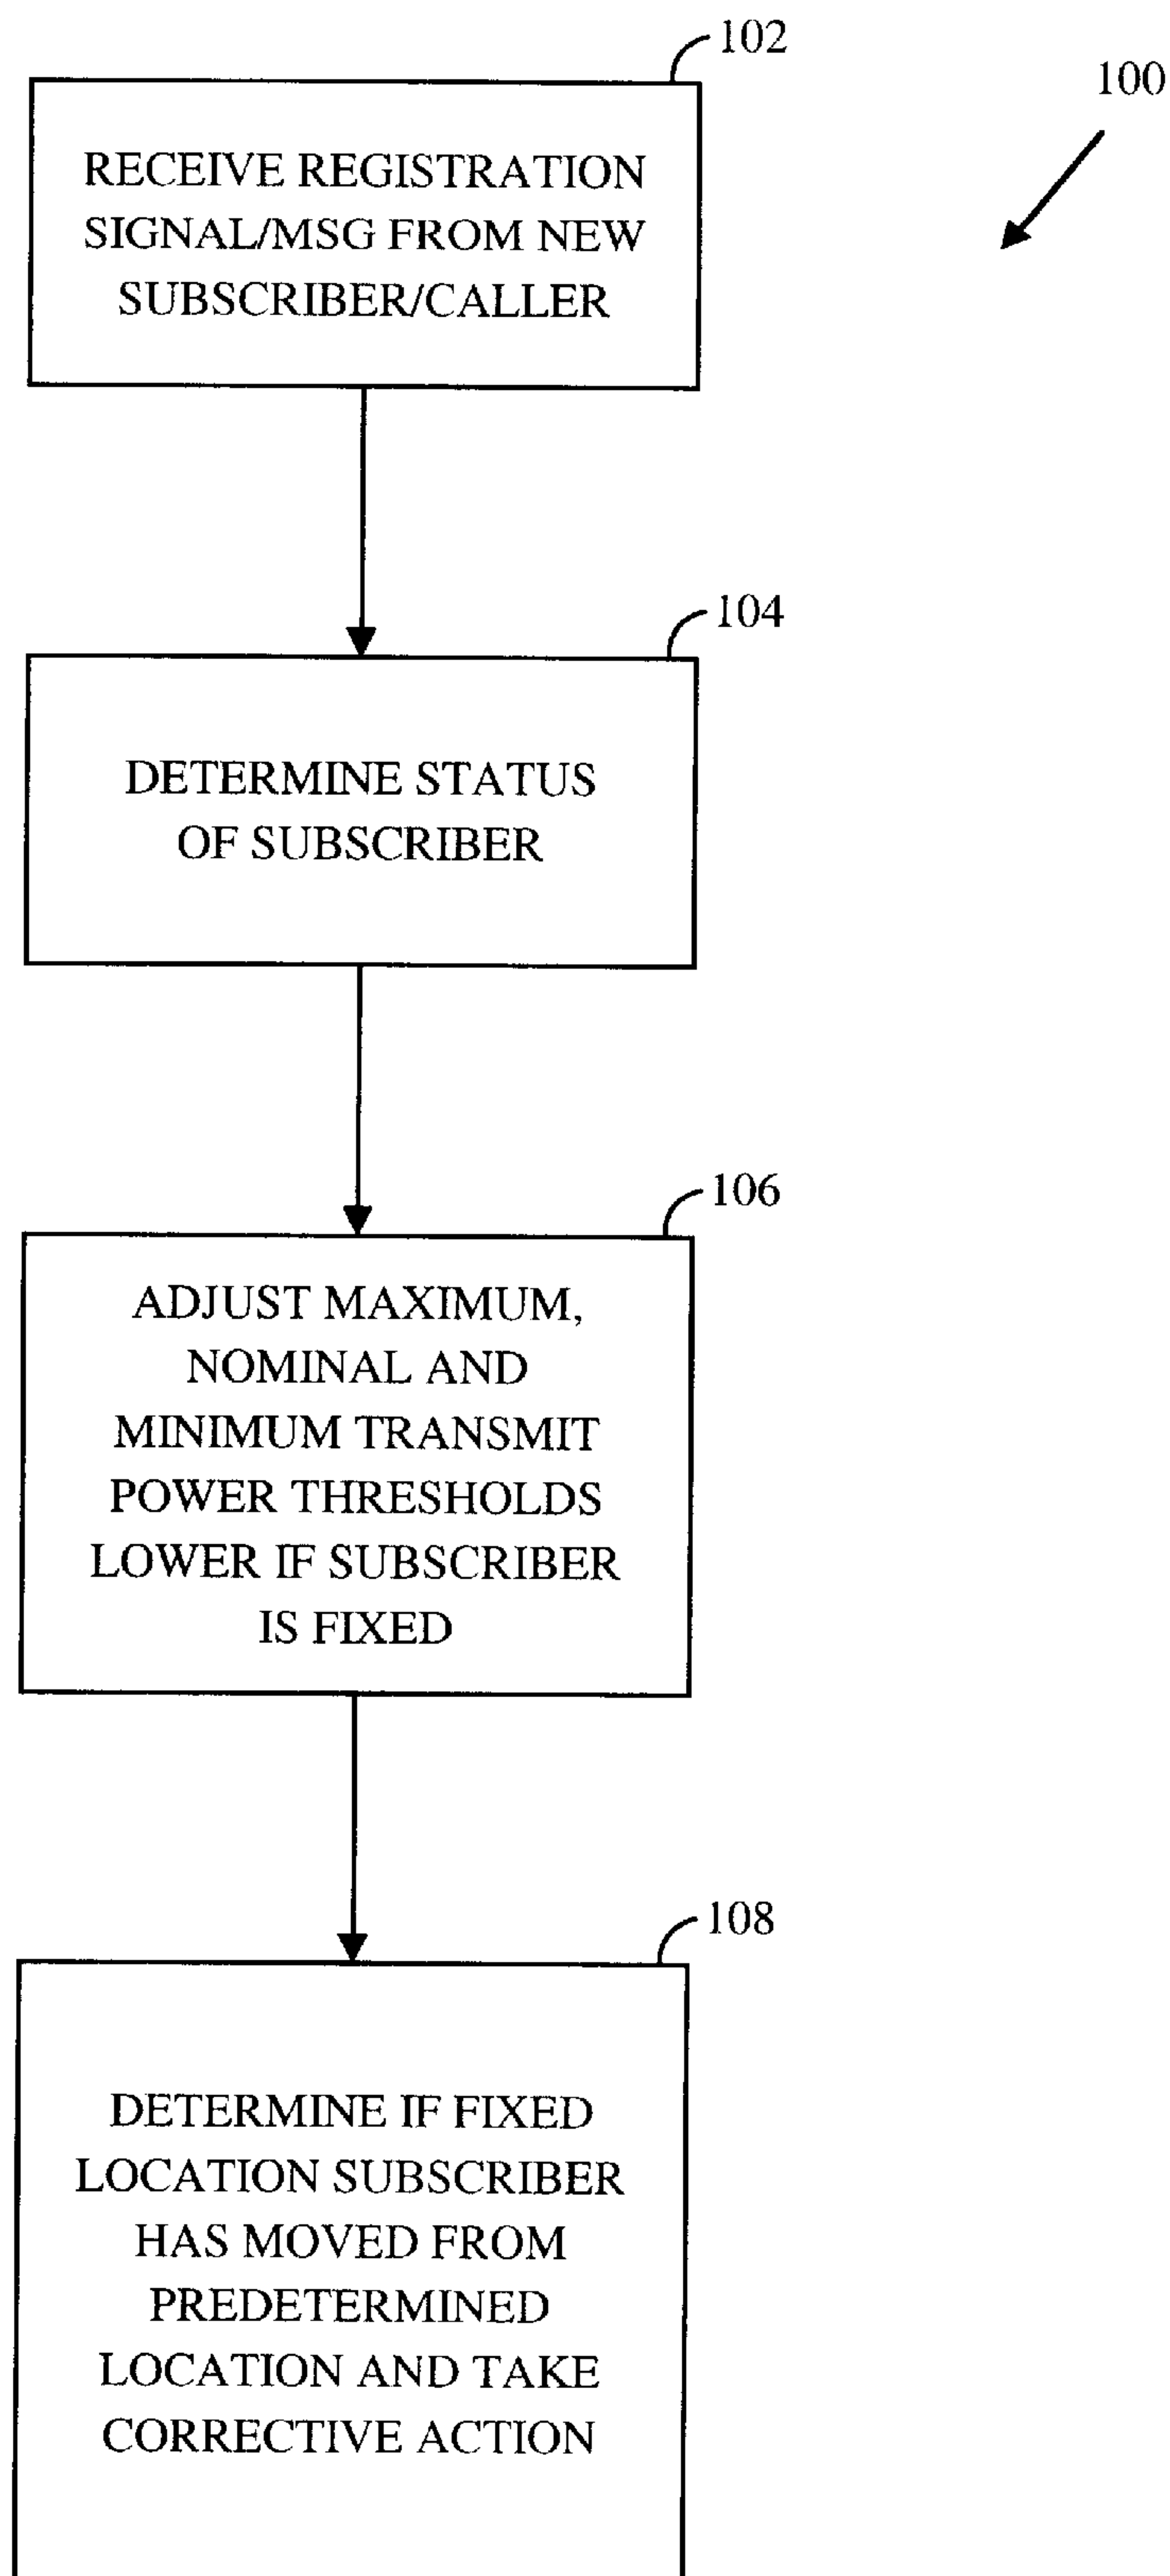 102
100
RECEIVE REGISTRATION
SIGNAL/MSG FROM NEW
SUBSCRIBER/CALLER
104
DETERMINE STATUS
OF SUBSCRIBER
106
ADJUST MAXIMUM,
NOMINAL AND
MINIMUM TRANSMIT
POWER THRESHOLDS
LOWER IF SUBSCRIBER
IS FIXED
108
DETERMINE IF FIXED
LOCATION SUBSCRIBER
HAS MOVED FROM
PREDETERMINED
LOCATION AND TAKE
CORRECTIVE ACTION